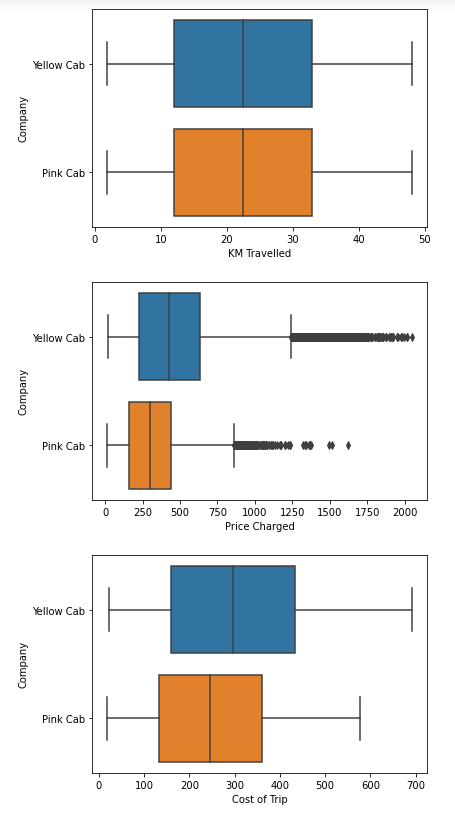 Yellow Cab
Company
Pink Cab
0 10 20 30 40 50
KM Travelled
Yellow Cab
Company
Pink Cab
0 250 500 750 1000 1250 1500 1750 2000
Price Charged
Yellow Cab
Company
Pink Cab
0 100 200 300 400 500 600 700
Cost of Trip